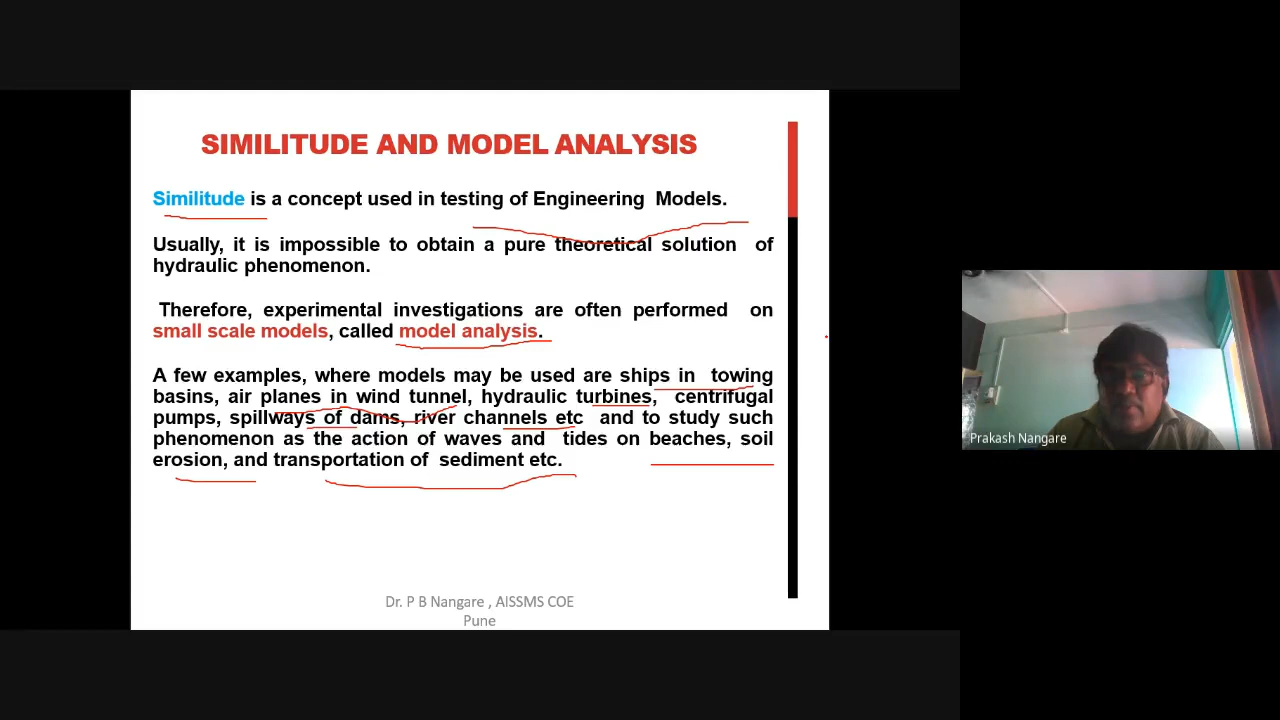 SIMILITUDE AND MODEL ANALYSIS
Similitude is a concept used in testing of Engineering Models.
Usually, it is impossible to obtain a pure theoretical solution of
hydraulic phenomenon.
Therefore, experimental investigations are often performed on
small scale models, called model analysis.
A few examples, where models may be used are ships in towing
basins, air planes in wind tunnel, hydraulic turbines, centrifugal
pumps, spillways of dams, river channels etc and to study such
phenomenon as the action of waves and tides on beaches, soil
erosion, and transportation of sediment etc.
Dr. P B Nangare , AISSMS COE
Pune
Prakash Nangare